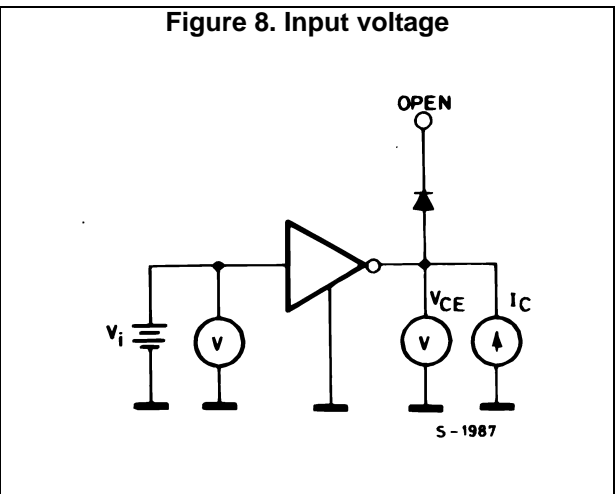 Figure 8. Input voltage
OPEN
VCE
IC
Vi
V
V
S-1987